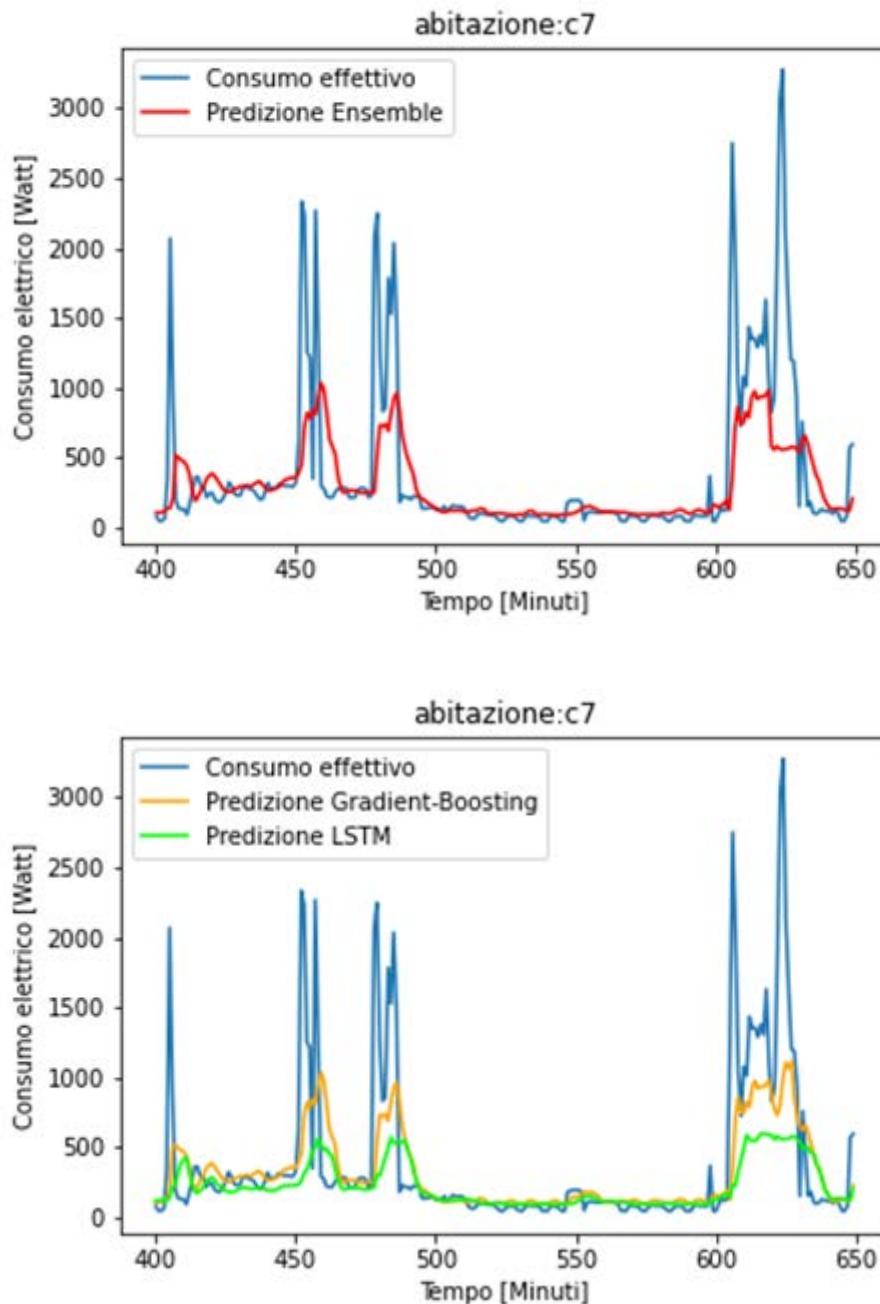 abitazione:c7
Consumo effettivo
Predizione Ensemble
Consumo elettrico [Watt]
3000
2500
2000
1500
1000
500
0
400
450
500
550
600
650
Tempo [Minuti]
abitazione:c7
Consumo effettivo
Predizione Gradient-Boosting
Predizione LSTM
Consumo elettrico [Watt]
3000
2500
2000
1500
1000
500
0
400
450
500
550
600
650
Tempo [Minuti]